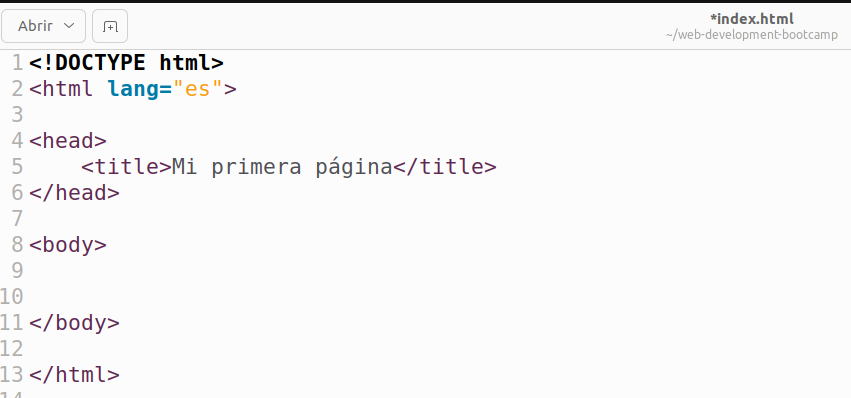 Abrir
*index.html
~/web-development-bootcamp
1 <!DOCTYPE html>
2 <html lang="es">
3
4 <head>
5     <title>Mi primera página</title>
6 </head>
7
8 <body>
9
10
11 </body>
12
13 </html>
14